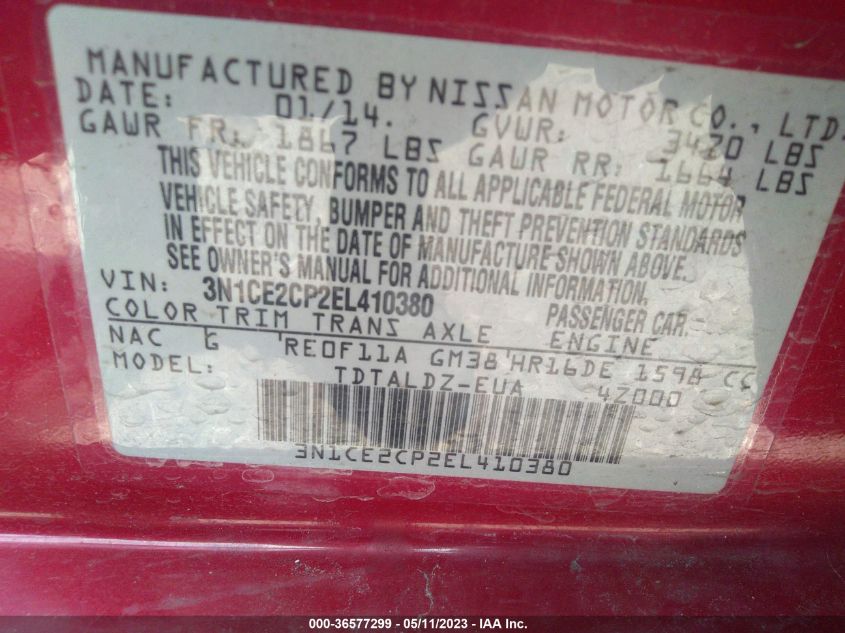 MANUFACTURED BY NISSAN MOTOR CO., LTD.
DATE: 01/14. GVWR: 3420 LBS
GAWR FR: 1867 LBS GAWR RR: 1664 LBS
THIS VEHICLE CONFORMS TO ALL APPLICABLE FEDERAL MOTOR
VEHICLE SAFETY, BUMPER AND THEFT PREVENTION STANDARDS
IN EFFECT ON THE DATE OF MANUFACTURE SHOWN ABOVE.
SEE OWNER'S MANUAL FOR ADDITIONAL INFORMATION.
VIN: 3N1CE2CP2EL410380 PASSENGER CAR.
COLOR TRIM TRANS AXLE ENGINE
NAC G RE0F11A GM38 HR16DE 1598 CC
MODEL: TDTALDZ-EUA 4Z000
3N1CE2CP2EL410380
000-36577299 - 05/11/2023 - IAA Inc.